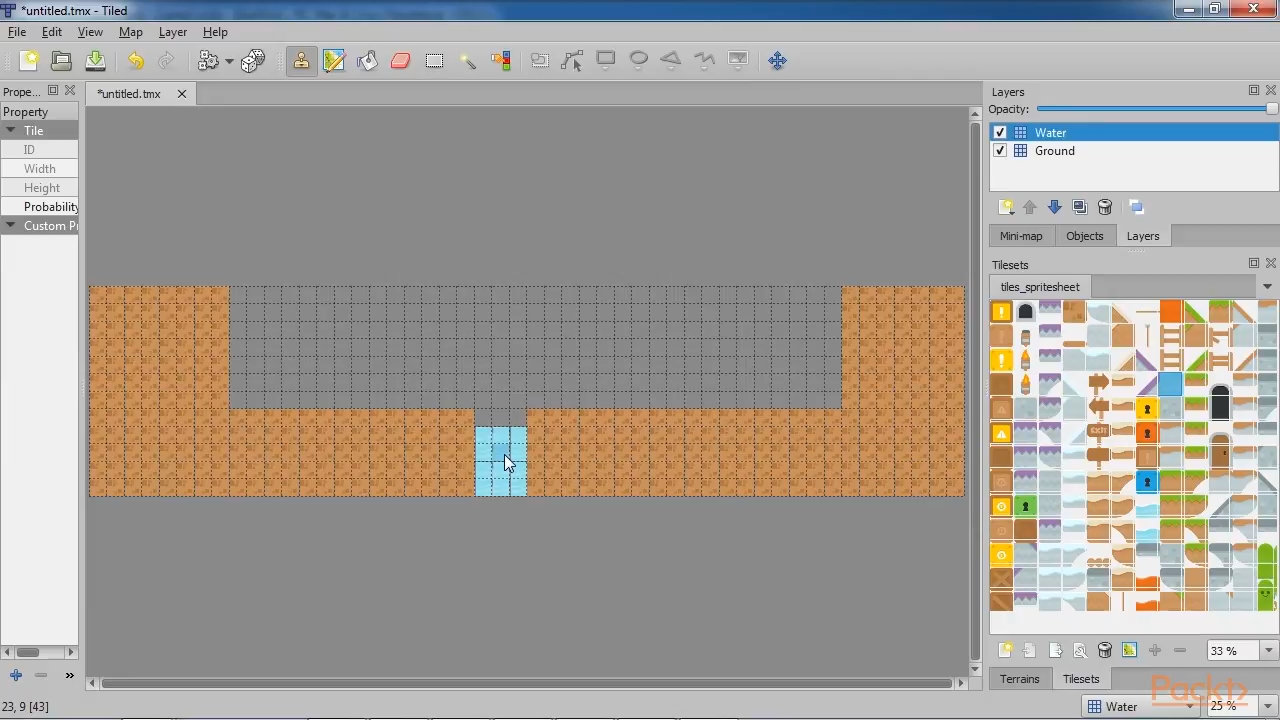 *untitled.tmx - Tiled
File Edit View Map Layer Help
Prope...
*untitled.tmx
Property
Tile
ID
Width
Height
Probability
Custom Pr
Layers
Opacity:
Water
Ground
Mini-map Objects Layers
Tilesets
tiles_spritesheet
EXIT
33 %
Terrains Tilesets
Packt>
23, 9 [43]
Water
25 %